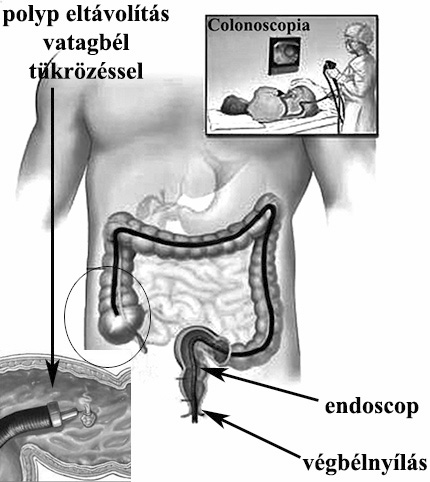 polyp eltávolítás
vatagbél
tükrözéssel
Colonoscopia
endoscop
végbélnyílás